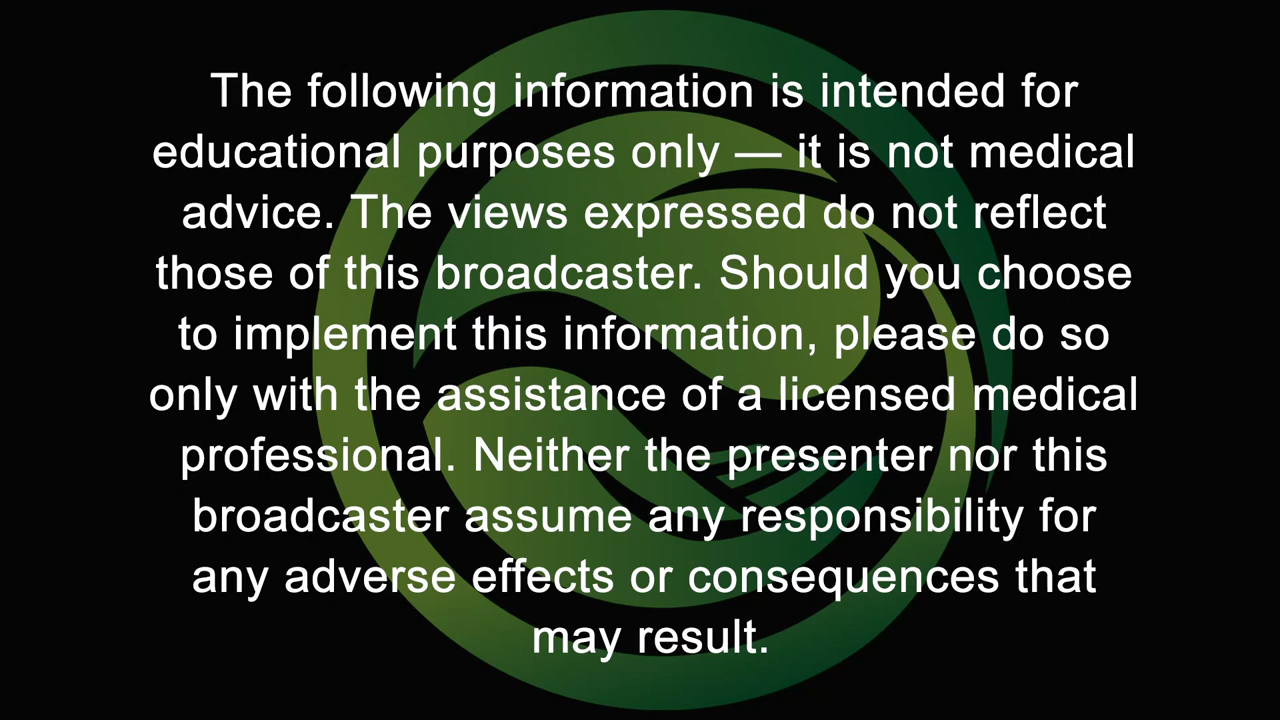 The following information is intended for
educational purposes only — it is not medical
advice. The views expressed do not reflect
those of this broadcaster. Should you choose
to implement this information, please do so
only with the assistance of a licensed medical
professional. Neither the presenter nor this
broadcaster assume any responsibility for
any adverse effects or consequences that
may result.